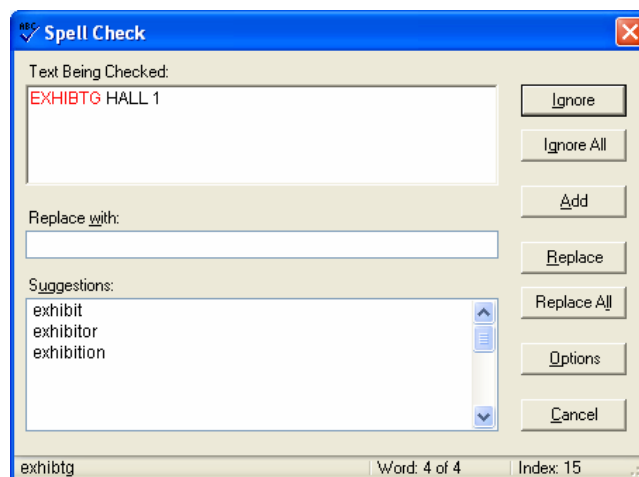 ABC
Spell Check
Text Being Checked:
EXHIBTG HALL 1
Replace with:
Suggestions:
exhibit
exhibitor
exhibition
Ignore
Ignore All
Add
Replace
Replace All
Options
Cancel
exhibtg
Word: 4 of 4
Index: 15